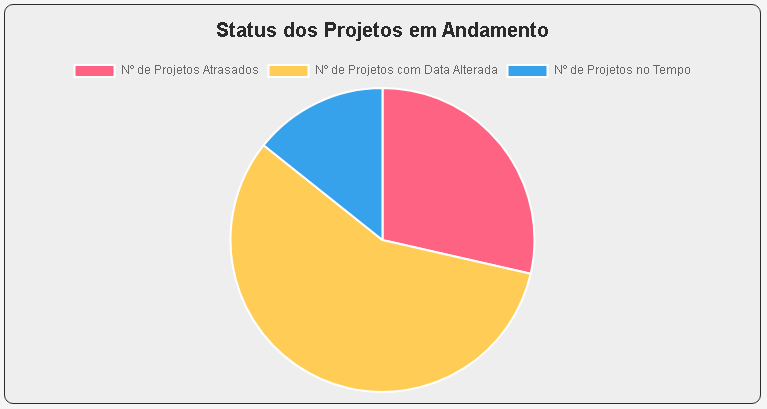 Status dos Projetos em Andamento
Nº de Projetos Atrasados Nº de Projetos com Data Alterada Nº de Projetos no Tempo